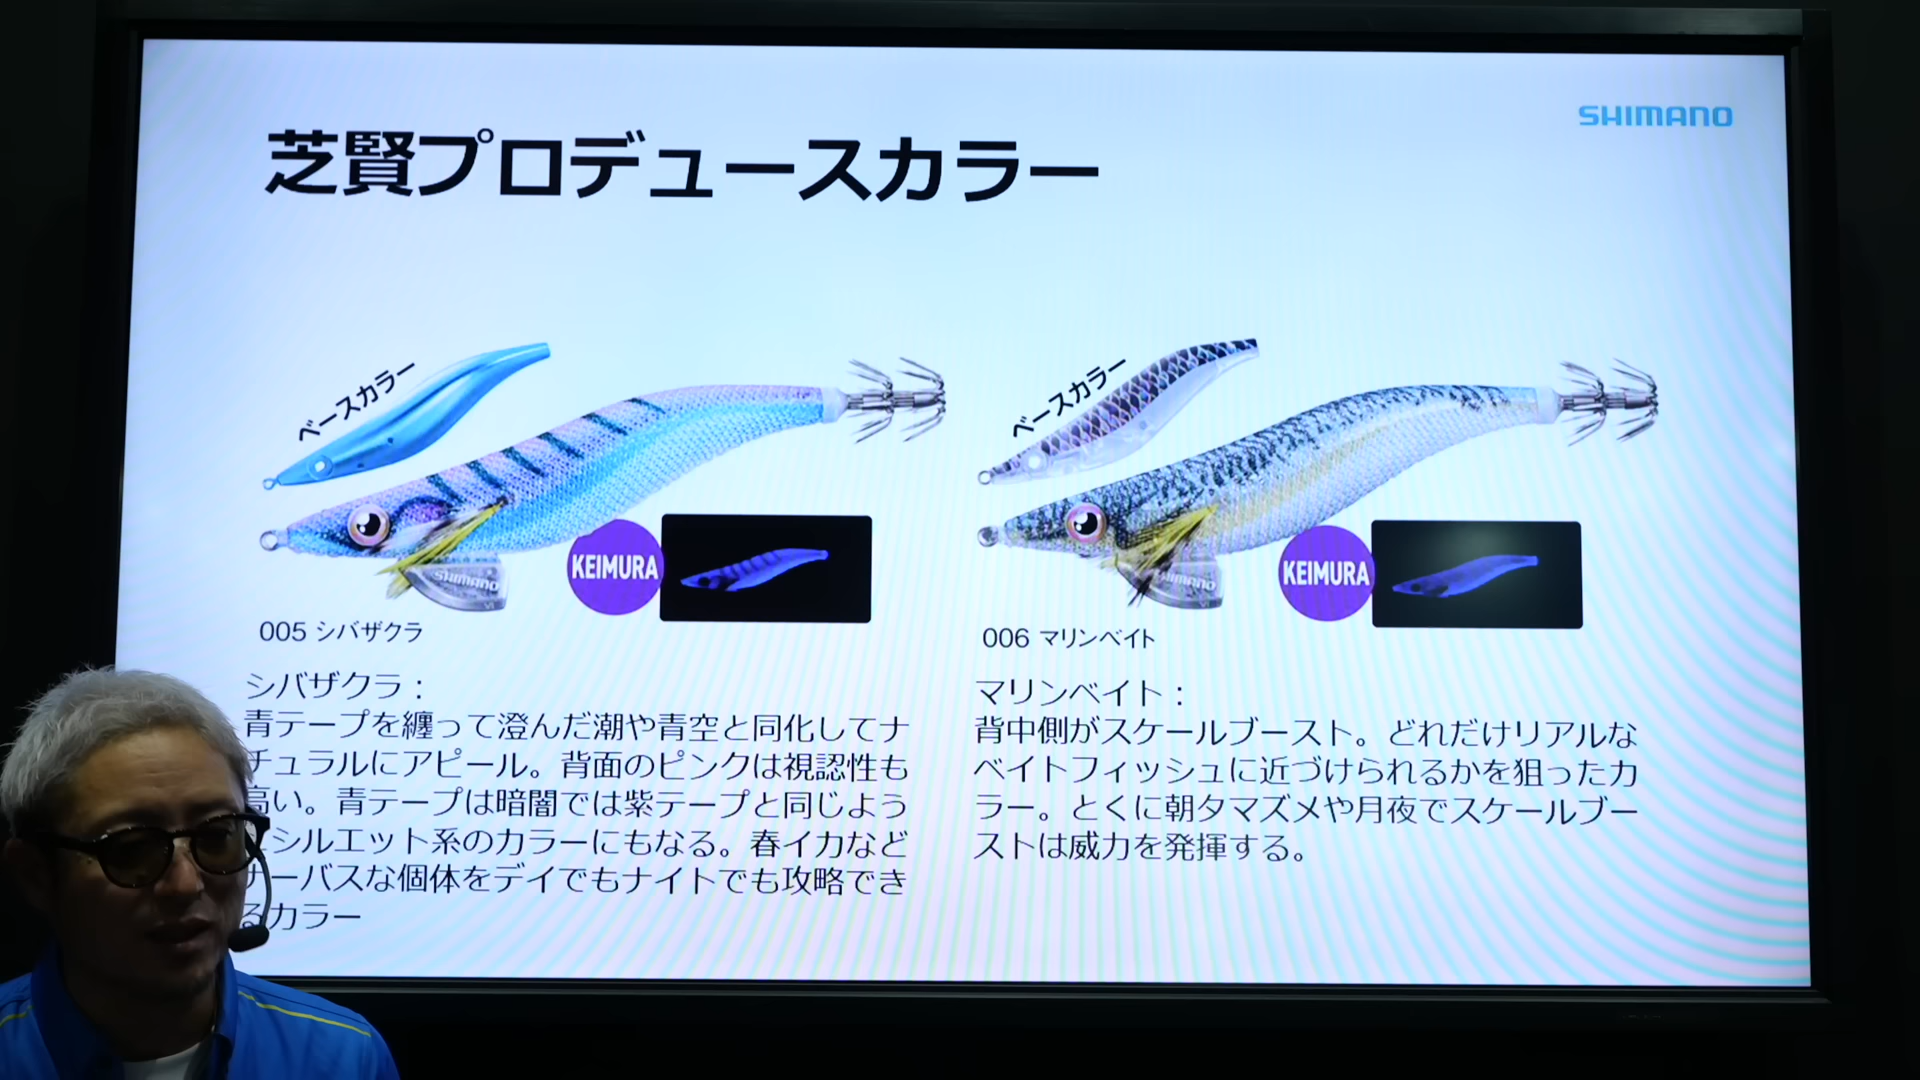 SHIMANO
芝賢プロデュースカラー
ベースカラー
SHIMANO
KEIMURA
005 シバザクラ
シバザクラ：
青テープを纏って澄んだ潮や青空と同化してナ
チュラルにアピール。背面のピンクは視認性も
高い。青テープは暗闇では紫テープと同じよう
シルエット系のカラーにもなる。春イカなど
ナーバスな個体をデイでもナイトでも攻略でき
るカラー
ベースカラー
SHIMANO
KEIMURA
006 マリンベイト
マリンベイト：
背中側がスケールブースト。どれだけリアルな
ベイトフィッシュに近づけられるかを狙ったカ
ラー。とくに朝夕マズメや月夜でスケールブー
ストは威力を発揮する。